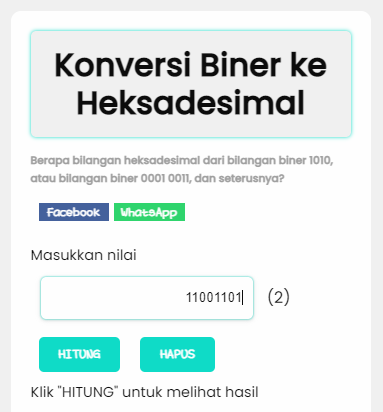 Konversi Biner ke
Heksadesimal
Berapa bilangan heksadesimal dari bilangan biner 1010,
atau bilangan biner 0001 0011, dan seterusnya?
Facebook WhatsApp
Masukkan nilai
11001101 (2)
HITUNG HAPUS
Klik "HITUNG" untuk melihat hasil